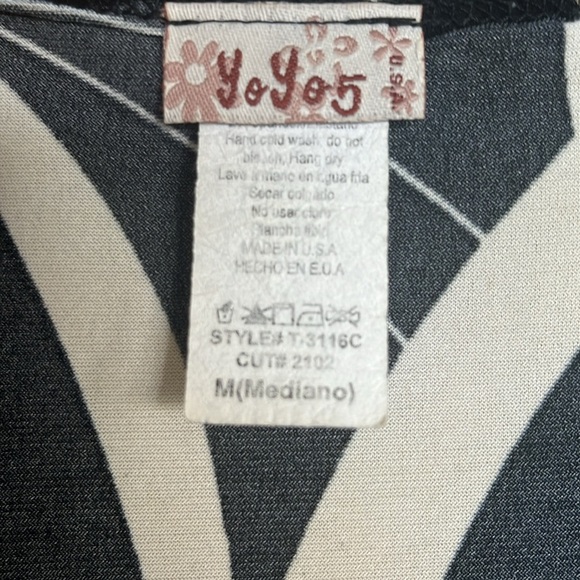 YoYo5
U.S.A.
Hand cold wash, do not
bleach, Hang dry
Lave a mano en agua fria
Secar colgado
No usar cloro
Plancha
MADE IN U.S.A
HECHO EN E.U.A
STYLE# T-3116C
CUT# 2102
M(Mediano)